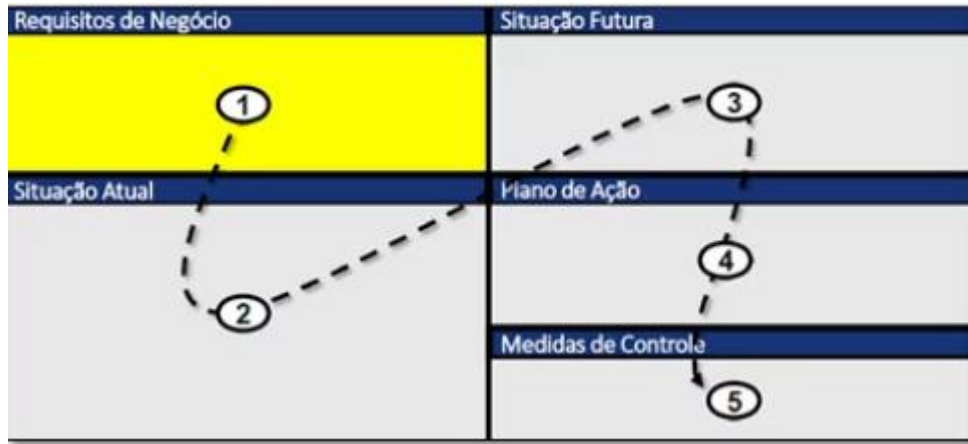 Requisitos de Negócio
1
Situação Atual
2
Situação Futura
3
Plano de Ação
4
Medidas de Controle
5